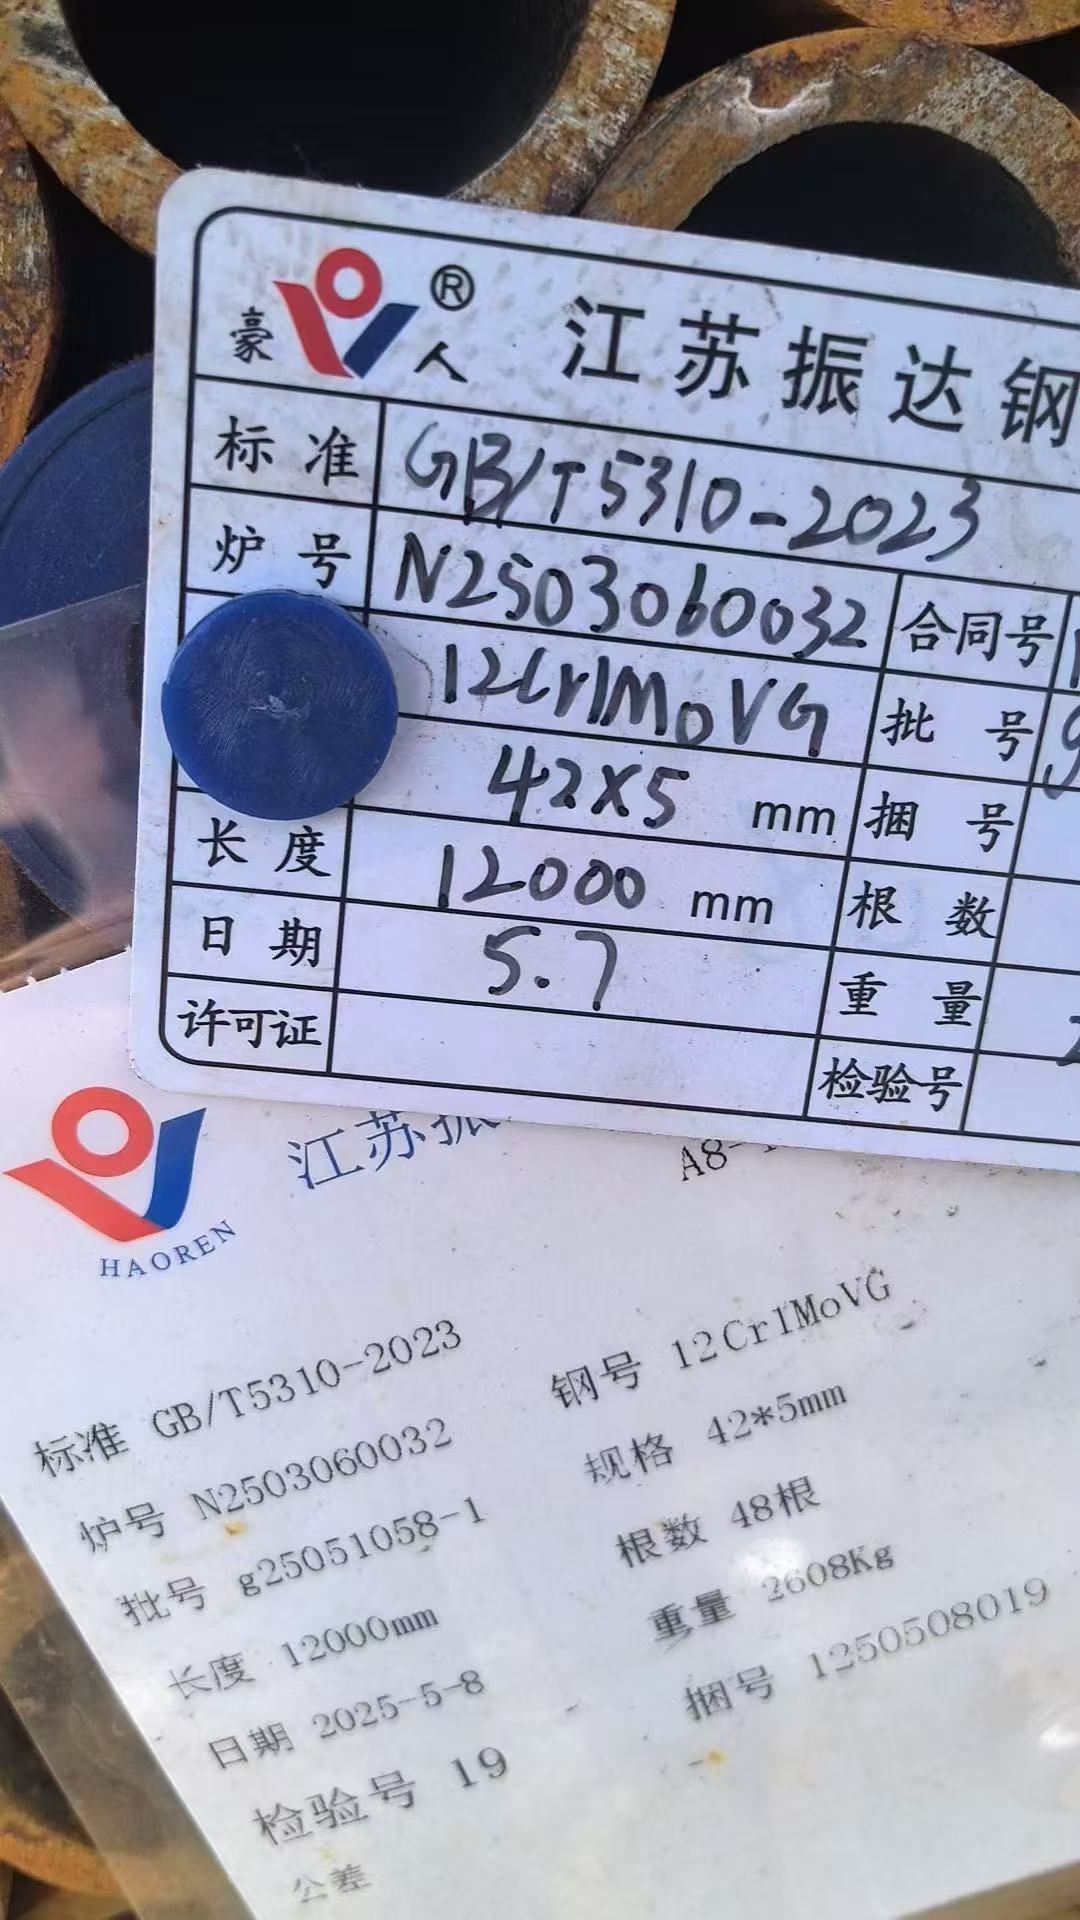 豪人®
江苏振达钢
标准 GB/T5310-2023
炉号 N2503060032 合同号
12Cr1MoVG 批号 g
42X5 mm 捆号
长度 12000 mm 根数
日期 5.7 重量
许可证 检验号
HAOREN
江苏振
A8-
标准 GB/T5310-2023 钢号 12Cr1MoVG
炉号 N2503060032 规格 42*5mm
批号 g25051058-1 根数 48根
长度 12000mm 重量 2608Kg
日期 2025-5-8 捆号 1250508019
检验号 19
公差